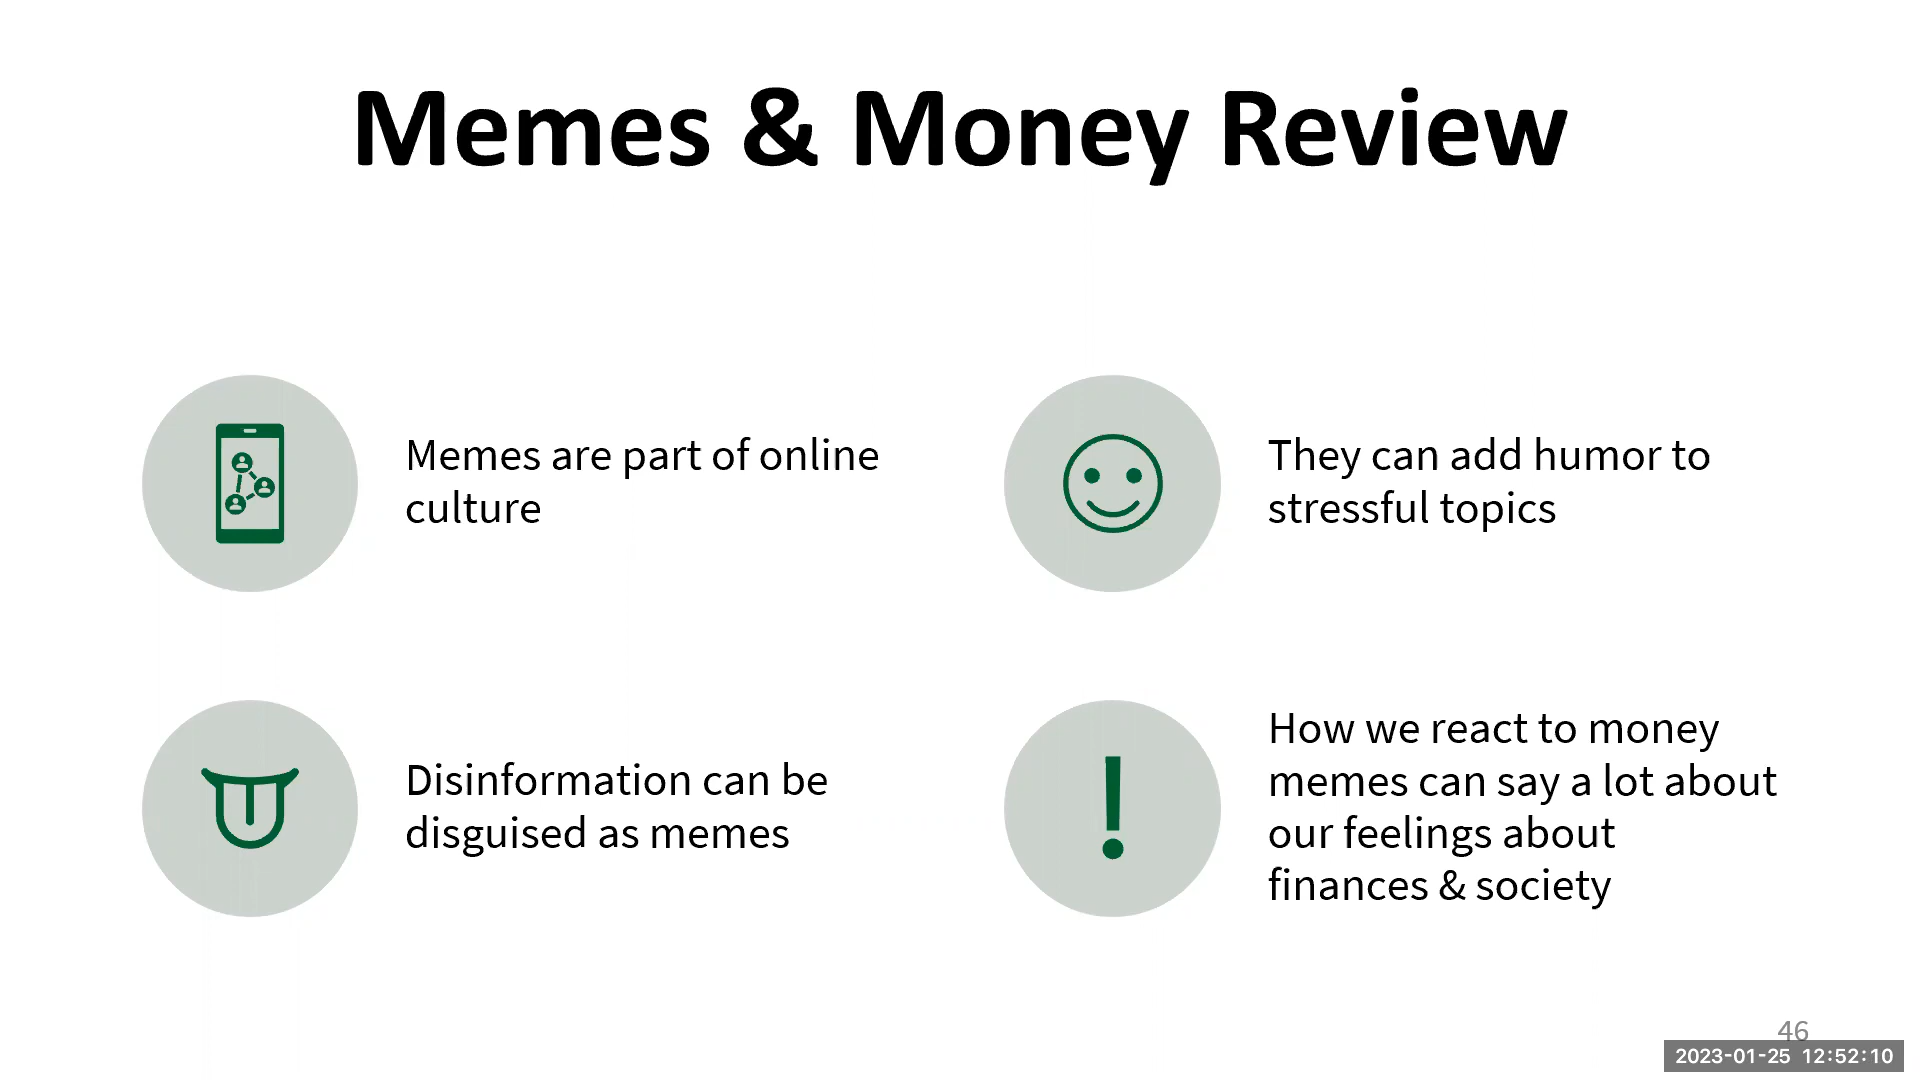 Memes & Money Review
Memes are part of online
culture
They can add humor to
stressful topics
Disinformation can be
disguised as memes
How we react to money
memes can say a lot about
our feelings about
finances & society
46
2023-01-25 12:52:10